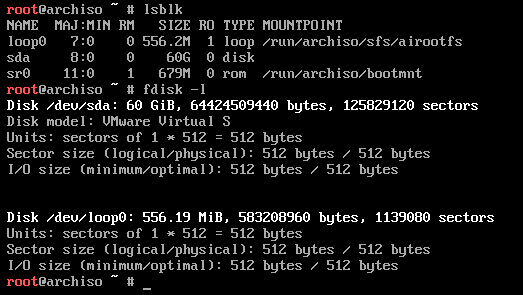 root@archiso ~ # lsblk
NAME  MAJ:MIN RM   SIZE RO TYPE MOUNTPOINT
loop0   7:0    0 556.2M  1 loop /run/archiso/sfs/airootfs
sda     8:0    0    60G  0 disk
sr0    11:0    1   679M  0 rom  /run/archiso/bootmnt
root@archiso ~ # fdisk -l
Disk /dev/sda: 60 GiB, 64424509440 bytes, 125829120 sectors
Disk model: VMware Virtual S
Units: sectors of 1 * 512 = 512 bytes
Sector size (logical/physical): 512 bytes / 512 bytes
I/O size (minimum/optimal): 512 bytes / 512 bytes
Disk /dev/loop0: 556.19 MiB, 583208960 bytes, 1139080 sectors
Units: sectors of 1 * 512 = 512 bytes
Sector size (logical/physical): 512 bytes / 512 bytes
I/O size (minimum/optimal): 512 bytes / 512 bytes
root@archiso ~ # _